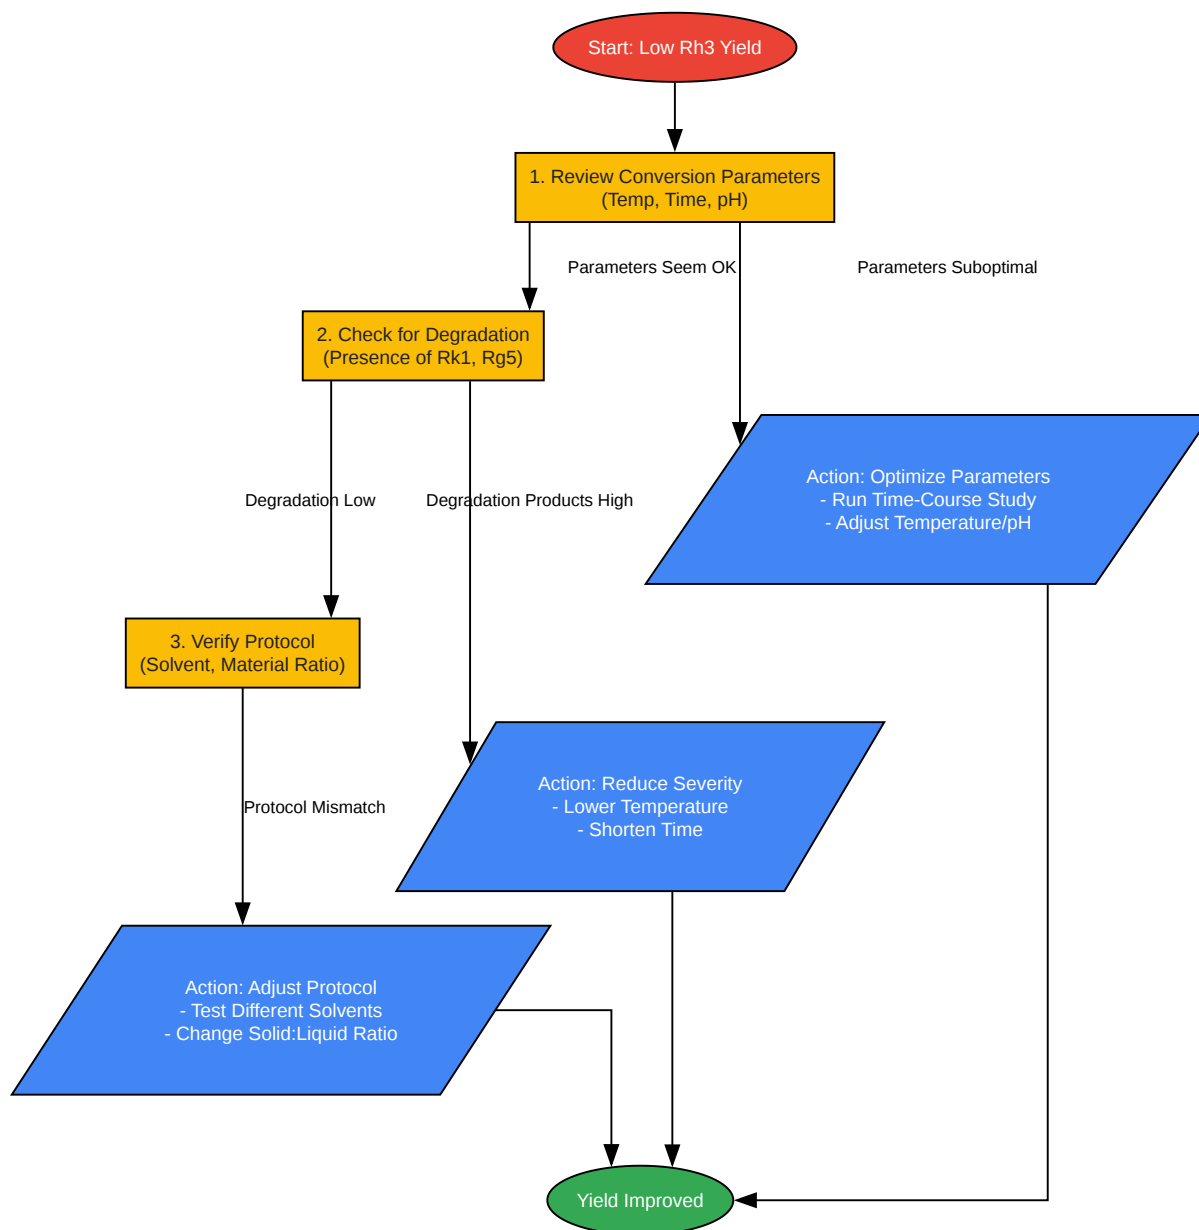 Start: Low Rh3 Yield
1. Review Conversion Parameters
(Temp, Time, pH)
Parameters Seem OK
Parameters Suboptimal
2. Check for Degradation
(Presence of Rk1, Rg5)
Action: Optimize Parameters
- Run Time-Course Study
- Adjust Temperature/pH
Degradation Low
Degradation Products High
3. Verify Protocol
(Solvent, Material Ratio)
Action: Reduce Severity
- Lower Temperature
- Shorten Time
Protocol Mismatch
Action: Adjust Protocol
- Test Different Solvents
- Change Solid:Liquid Ratio
Yield Improved